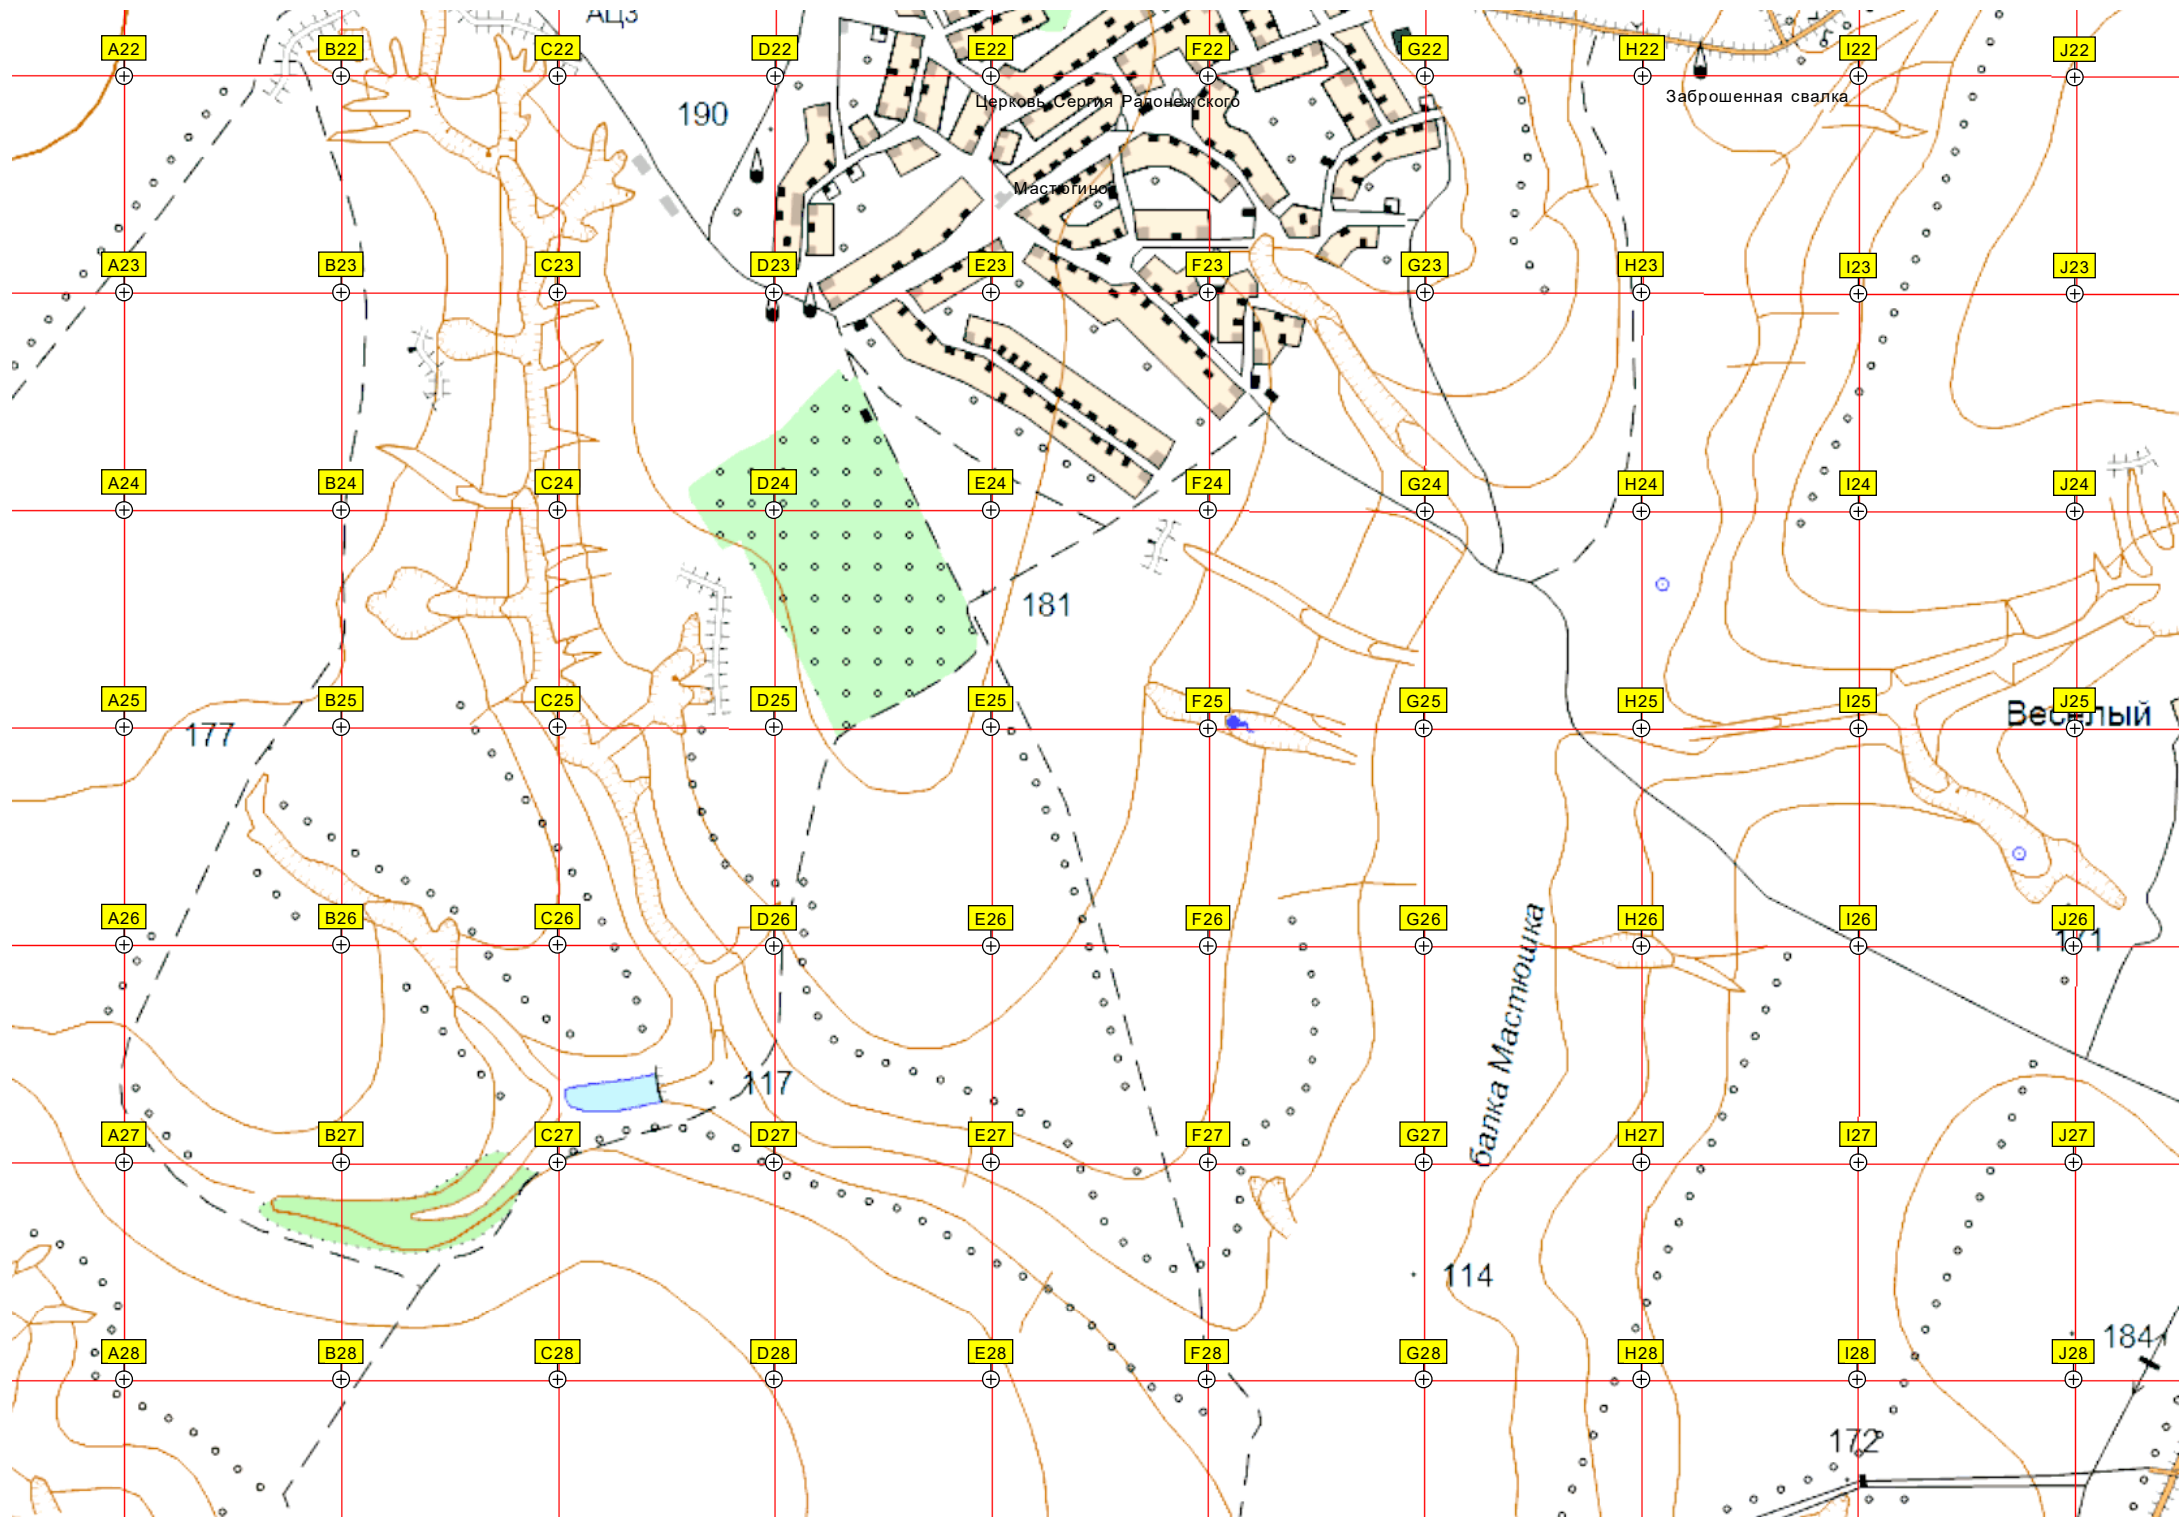 АЦЗ
A22 B22 C22 D22 E22 F22 G22 H22 I22 J22
190
Церковь Сергия Радонежского
Заброшенная свалка
Мастюгино
A23 B23 C23 D23 E23 F23 G23 H23 I23 J23
A24 B24 C24 D24 E24 F24 G24 H24 I24 J24
181
A25 B25 C25 D25 E25 F25 G25 H25 I25 J25
177
Веселый
A26 B26 C26 D26 E26 F26 G26 H26 I26 J26
171
балка Мастюшка
117
A27 B27 C27 D27 E27 F27 G27 H27 I27 J27
114
184
A28 B28 C28 D28 E28 F28 G28 H28 I28 J28
172